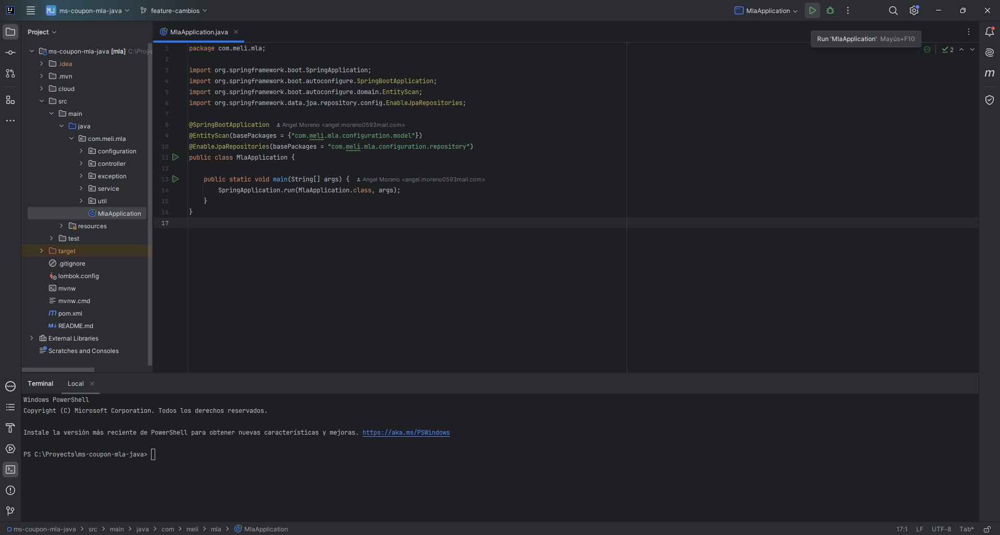 MJ ms-coupon-mla-java feature-cambios MlaApplication
Project
MlaApplication.java
Run 'MlaApplication' Mayús+F10
2
ms-coupon-mla-java [mla] C:\Proye
.idea
.mvn
cloud
src
main
java
com.meli.mla
configuration
controller
exception
service
util
MlaApplication
resources
test
target
.gitignore
lombok.config
mvnw
mvnw.cmd
pom.xml
README.md
External Libraries
Scratches and Consoles
1 package com.meli.mla;
2
3 import org.springframework.boot.SpringApplication;
4 import org.springframework.boot.autoconfigure.SpringBootApplication;
5 import org.springframework.boot.autoconfigure.domain.EntityScan;
6 import org.springframework.data.jpa.repository.config.EnableJpaRepositories;
7
8 @SpringBootApplication Angel Moreno <angel.moreno0593mail.com>
9 @EntityScan(basePackages = {"com.meli.mla.configuration.model"})
10 @EnableJpaRepositories(basePackages = "com.meli.mla.configuration.repository")
11 public class MlaApplication {
12
13 public static void main(String[] args) { Angel Moreno <angel.moreno0593mail.com>
14 SpringApplication.run(MlaApplication.class, args);
15 }
16 }
17
Terminal Local
Windows PowerShell
Copyright (C) Microsoft Corporation. Todos los derechos reservados.
Instale la versión más reciente de PowerShell para obtener nuevas características y mejoras. https://aka.ms/PSWindows
PS C:\Proyects\ms-coupon-mla-java>
ms-coupon-mla-java > src > main > java > com > meli > mla > MlaApplication 17:1 LF UTF-8 Tab*